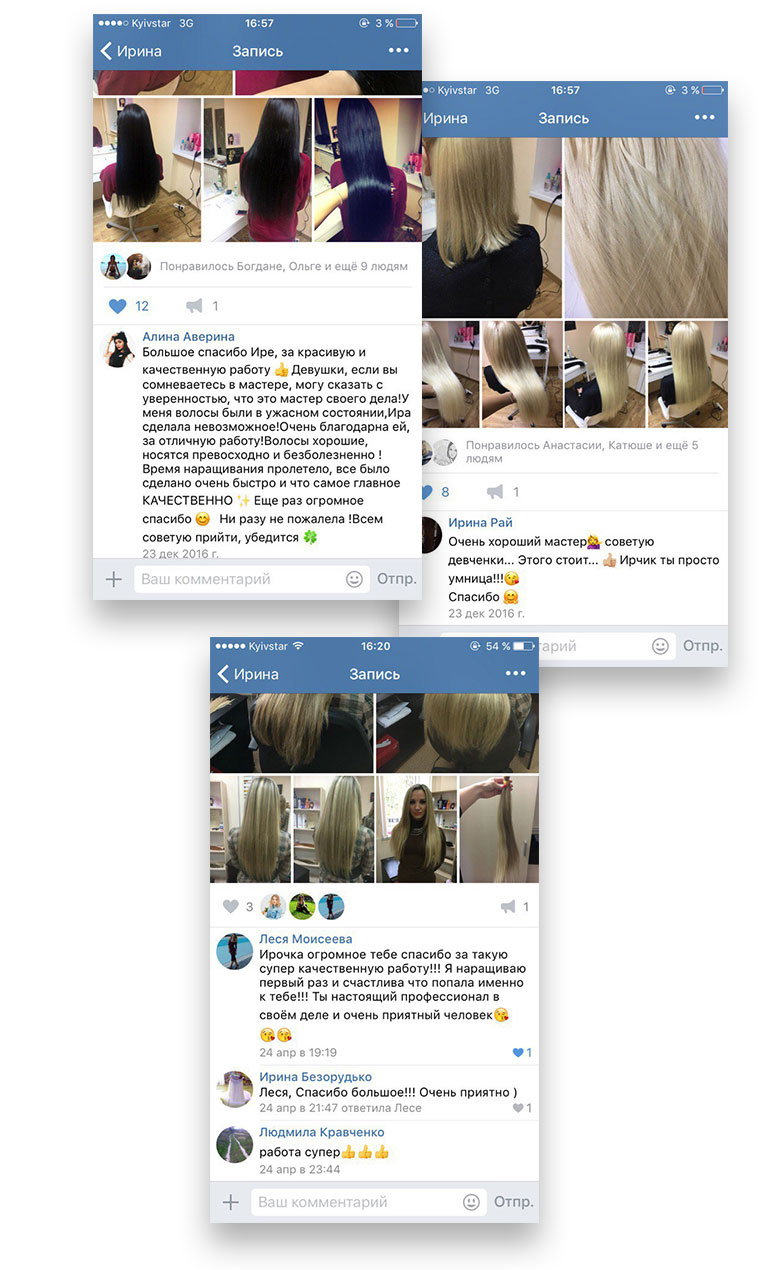 Kyivstar 3G 16:57 3 %
Ирина Запись
Понравилось Богдане, Ольге и ещё 9 людям
12 1
Алина Аверина
Большое спасибо Ире, за красивую и
качественную работу 👍Девушки, если вы
сомневаетесь в мастере, могу сказать с
уверенностью, что это мастер своего дела!У
меня волосы были в ужасном состоянии,Ира
сделала невозможное!Очень благодарна ей,
за отличную работу!Волосы хорошие,
носятся превосходно и безболезненно !
Время наращивания пролетело, все было
сделано очень быстро и что самое главное
КАЧЕСТВЕННО ✨ Еще раз огромное
спасибо 😊 Ни разу не пожалела !Всем
советую прийти, убедится 🍀
23 дек 2016 г.
Ваш комментарий Отпр.
Kyivstar 3G 16:57 3 %
Ирина Запись
Понравилось Анастасии, Катюше и ещё 5
людям
8 1
Ирина Рай
Очень хороший мастер💇 советую
девченки... Этого стоит... 👍 Ирчик ты просто
умница!!!😘
Спасибо 🤗
23 дек 2016 г.
тарий Отпр.
Kyivstar 16:20 54 %
Ирина Запись
3 1
Леся Моисеева
Ирочка огромное тебе спасибо за такую
супер качественную работу!!! Я наращиваю
первый раз и счастлива что попала именно
к тебе!!! Ты настоящий профессионал в
своём деле и очень приятный человек😘
😘😘
24 апр в 19:19 1
Ирина Безорудько
Леся, Спасибо большое!!! Очень приятно )
24 апр в 21:47 ответила Лесе 1
Людмила Кравченко
работа супер👍👍👍
24 апр в 23:44
Ваш комментарий Отпр.